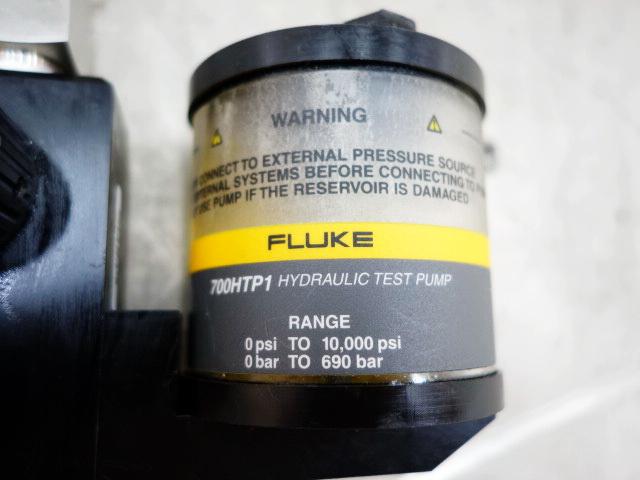 WARNING
CONNECT TO EXTERNAL PRESSURE SOURCE
SYSTEMS BEFORE CONNECTING TO
USE PUMP IF THE RESERVOIR IS DAMAGED
FLUKE
700HTP1 HYDRAULIC TEST PUMP
RANGE
0 psi TO 10,000 psi
0 bar TO 690 bar